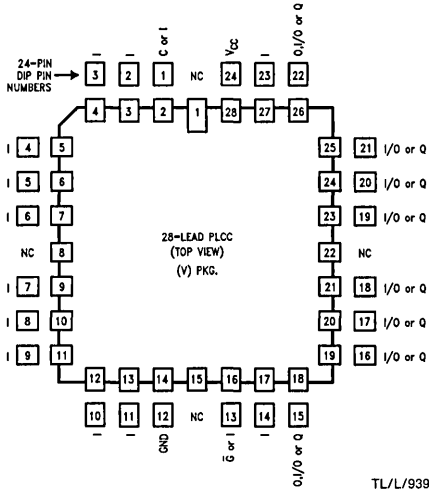 I I C or I NC VCC I O,I/O or Q
24-PIN
DIP PIN
NUMBERS
3 2 1 24 23 22
4 3 2 1 28 27 26
I 4 5 25 21 I/O or Q
I 5 6 24 20 I/O or Q
I 6 7 23 19 I/O or Q
NC 8 22 NC
I 7 9 21 18 I/O or Q
I 8 10 20 17 I/O or Q
I 9 11 19 16 I/O or Q
28-LEAD PLCC
(TOP VIEW)
(V) PKG.
12 13 14 15 16 17 18
10 11 12 NC 13 14 15
I I GND G̅ or I I O,I/O or Q
TL/L/939